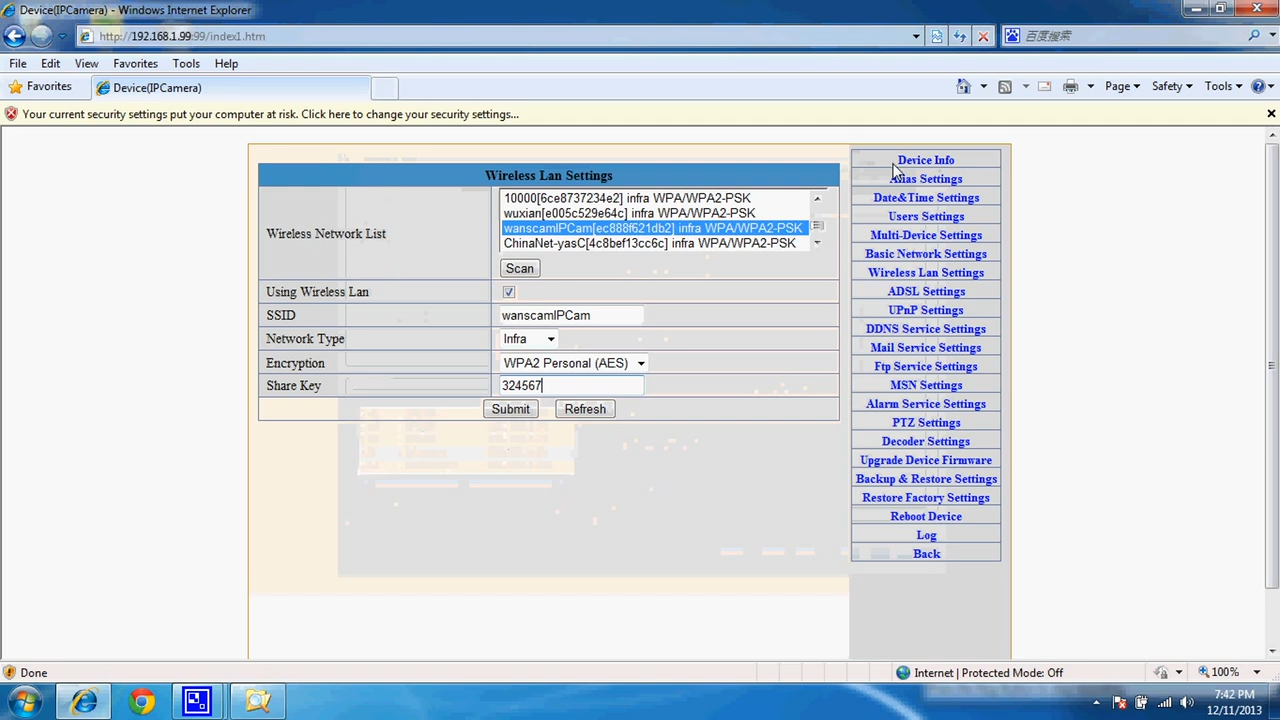 Device(IPCamera) - Windows Internet Explorer
http://192.168.1.99:99/index1.htm
百度搜索
File Edit View Favorites Tools Help
Favorites
Device(IPCamera)
Page Safety Tools
Your current security settings put your computer at risk. Click here to change your security settings...
Wireless Lan Settings
Wireless Network List
10000[6ce8737234e2] infra WPA/WPA2-PSK
wuxian[e005c529e64c] infra WPA/WPA2-PSK
wanscamIPCam[ec888f621db2] infra WPA/WPA2-PSK
ChinaNet-yasC[4c8bef13cc6c] infra WPA/WPA2-PSK
Scan
Using Wireless Lan
SSID wanscamIPCam
Network Type Infra
Encryption WPA2 Personal (AES)
Share Key 324567
Submit Refresh
Device Info
Alias Settings
Date&Time Settings
Users Settings
Multi-Device Settings
Basic Network Settings
Wireless Lan Settings
ADSL Settings
UPnP Settings
DDNS Service Settings
Mail Service Settings
Ftp Service Settings
MSN Settings
Alarm Service Settings
PTZ Settings
Decoder Settings
Upgrade Device Firmware
Backup & Restore Settings
Restore Factory Settings
Reboot Device
Log
Back
Done
Internet | Protected Mode: Off
100%
7:42 PM
12/11/2013